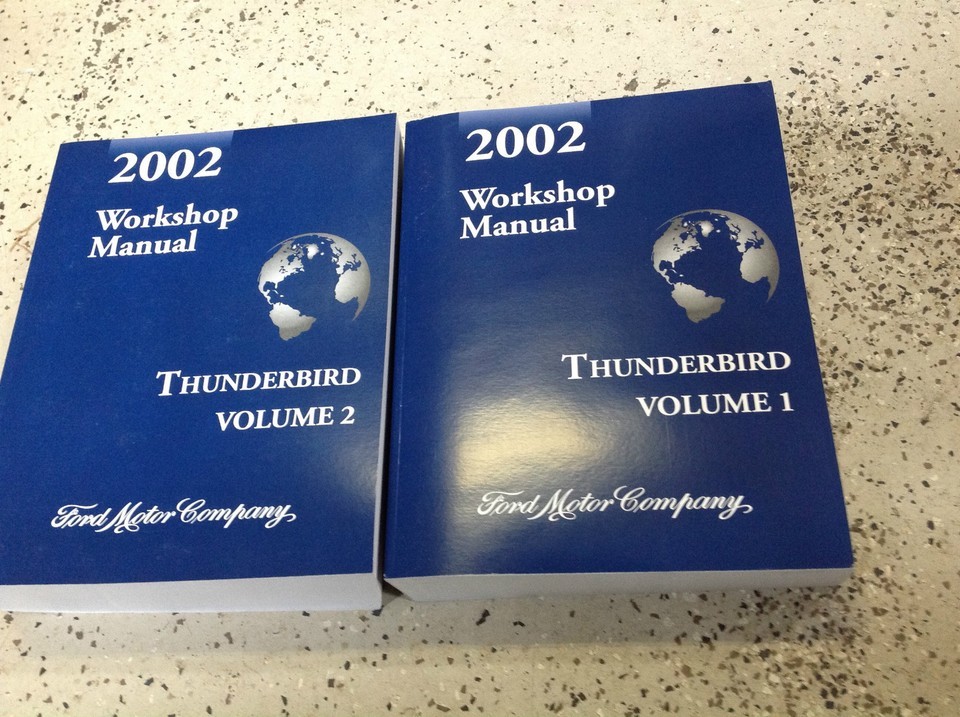 2002
Workshop
Manual
THUNDERBIRD
VOLUME 2
Ford Motor Company
2002
Workshop
Manual
THUNDERBIRD
VOLUME 1
Ford Motor Company